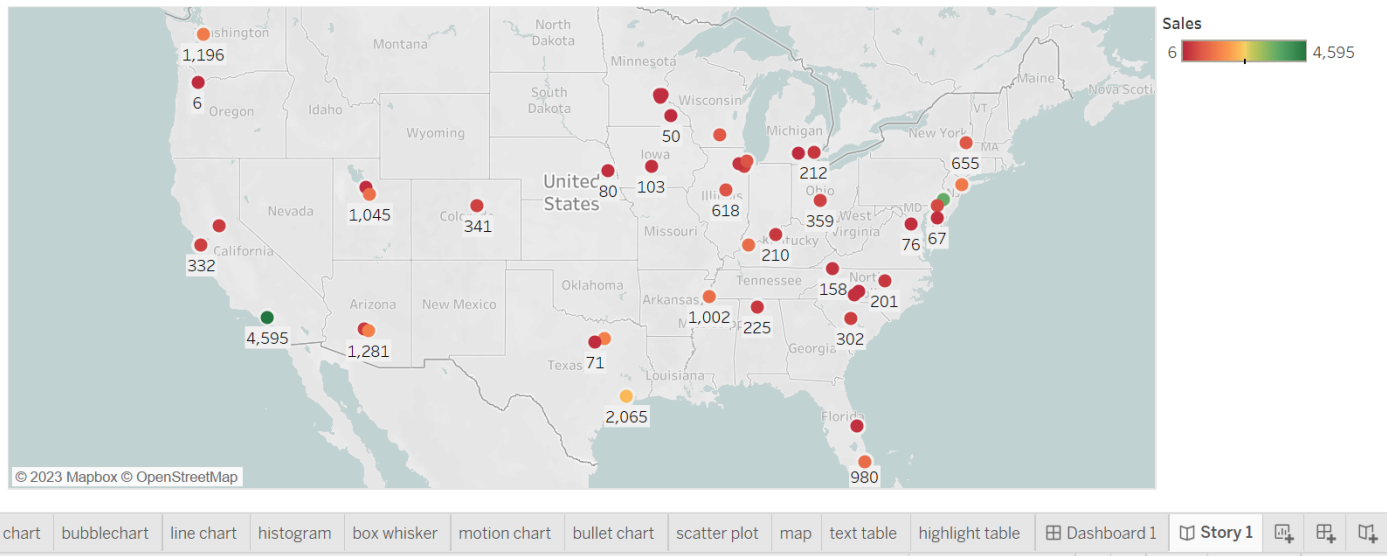 Sales
6 4,595
North
Dakota
Montana
Minnesota
1,196
Maine
South
Dakota
Wisconsin
Nova Scoti
6
Oregon
Idaho
VT
50
Michigan
New York
Wyoming
MA
Iowa
655
212
United
States
80
103
1,045
Nevada
341
618
Ohio
359
West
Virginia
MD
76
67
Missouri
California
332
210
Tennessee
158
201
Oklahoma
Arkansas
Arizona
New Mexico
1,002
225
302
4,595
1,281
Georgia
Texas
71
Louisiana
2,065
Florida
980
© 2023 Mapbox © OpenStreetMap
chart bubblechart line chart histogram box whisker motion chart bullet chart scatter plot map text table highlight table Dashboard 1 Story 1